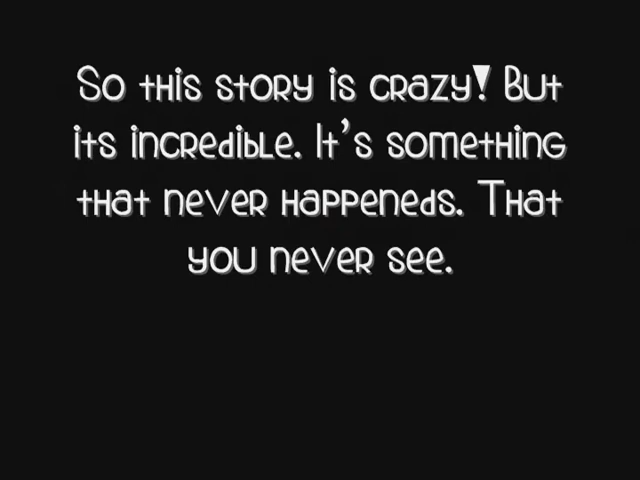 So this story is crazy! But
its incredible. It's something
that never happeneds. That
you never see.